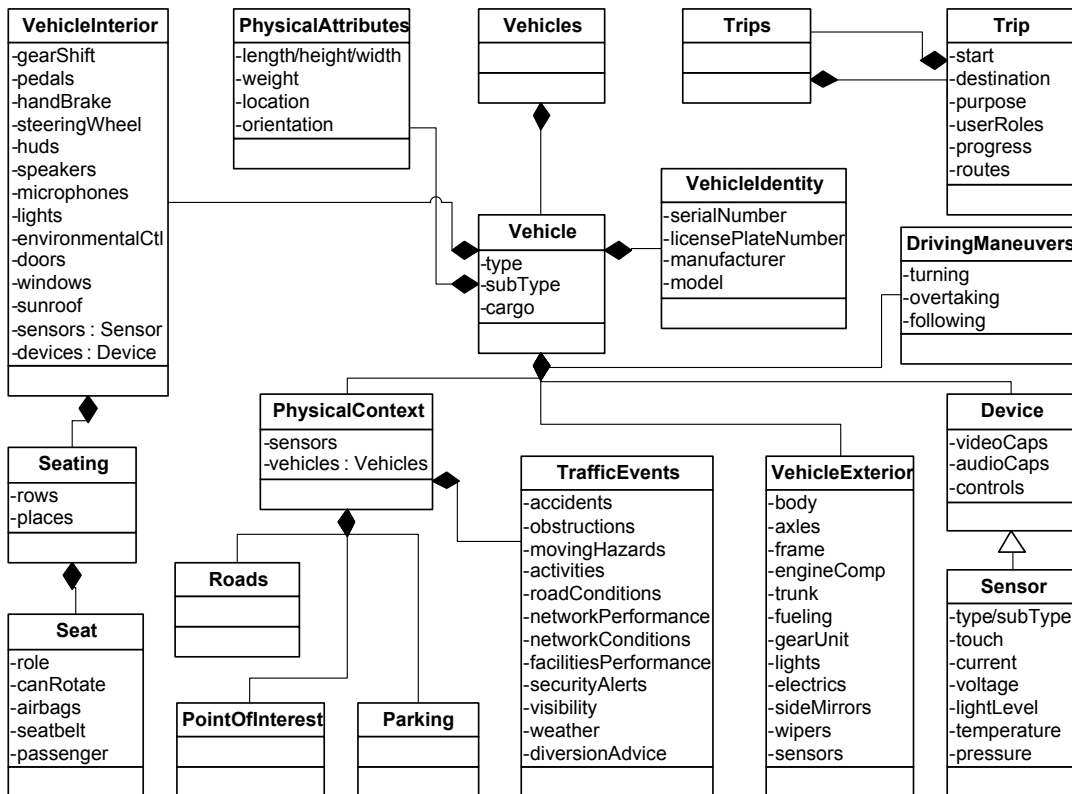 VehicleInterior
-gearShift
-pedals
-handBrake
-steeringWheel
-huds
-speakers
-microphones
-lights
-environmentalCtl
-doors
-windows
-sunroof
-sensors : Sensor
-devices : Device
PhysicalAttributes
-length/height/width
-weight
-location
-orientation
Vehicles
Trips
Trip
-start
-destination
-purpose
-userRoles
-progress
-routes
VehicleIdentity
-serialNumber
-licensePlateNumber
-manufacturer
-model
Vehicle
-type
-subType
-cargo
DrivingManeuvers
-turning
-overtaking
-following
PhysicalContext
-sensors
-vehicles : Vehicles
Device
-videoCaps
-audioCaps
-controls
Seating
-rows
-places
TrafficEvents
-accidents
-obstructions
-movingHazards
-activities
-roadConditions
-networkPerformance
-networkConditions
-facilitiesPerformance
-securityAlerts
-visibility
-weather
-diversionAdvice
VehicleExterior
-body
-axles
-frame
-engineComp
-trunk
-fueling
-gearUnit
-lights
-electrics
-sideMirrors
-wipers
-sensors
Roads
Sensor
-type/subType
-touch
-current
-voltage
-lightLevel
-temperature
-pressure
Seat
-role
-canRotate
-airbags
-seatbelt
-passenger
PointOfInterest
Parking